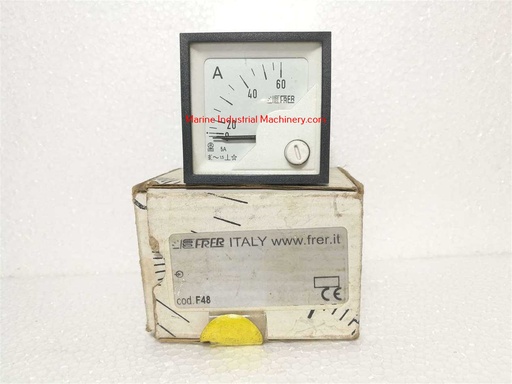 A
60
40
FRER
Marine Industrial Machinery.com
20
0
5A
FRER ITALY www.frer.it
CE
cod. F48